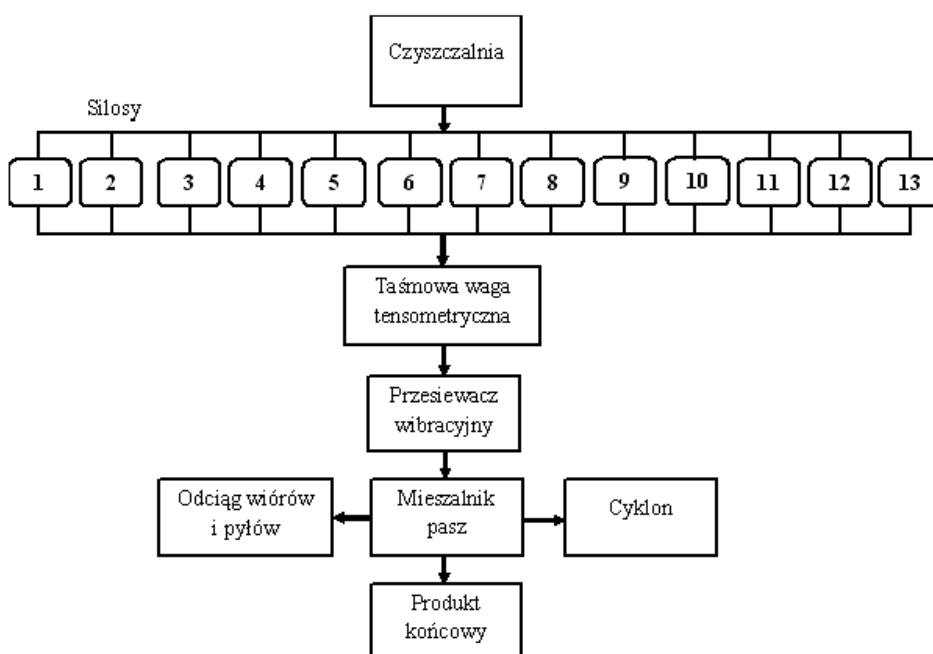 Czyszczalnia
Silosy
1 2 3 4 5 6 7 8 9 10 11 12 13
Taśmowa waga
tensometryczna
Przesiewacz
wibracyjny
Odciąg wiórów
i pyłów
Mieszalnik
pasz
Cyklon
Produkt
końcowy